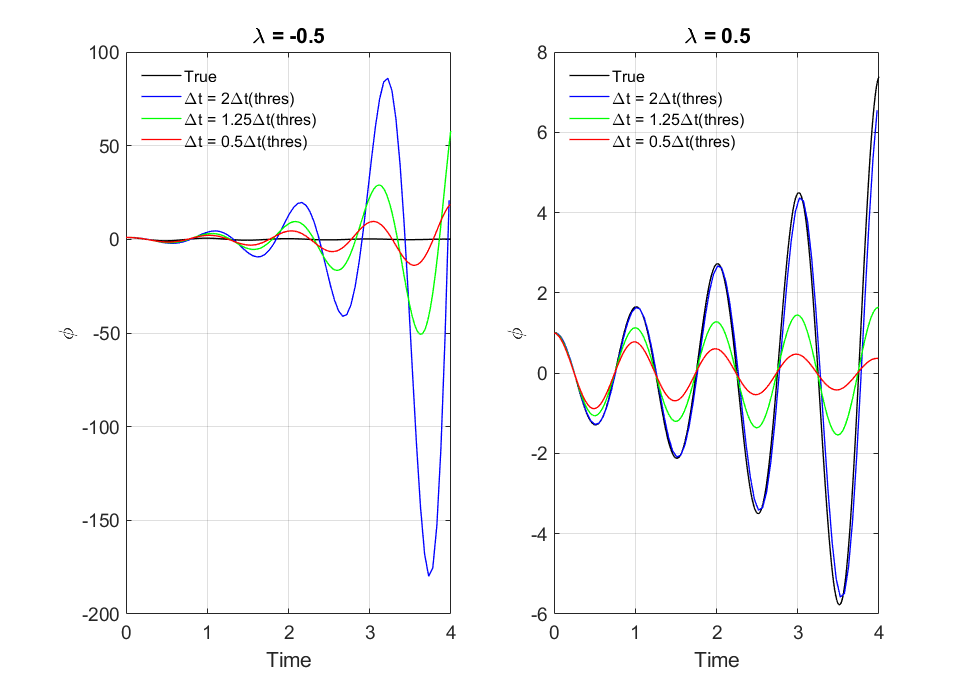 λ = -0.5
100
50
0
-50
-100
-150
-200
ϕ
True
Δt = 2Δt(thres)
Δt = 1.25Δt(thres)
Δt = 0.5Δt(thres)
0 1 2 3 4
Time
λ = 0.5
8
6
4
2
0
-2
-4
-6
ϕ
True
Δt = 2Δt(thres)
Δt = 1.25Δt(thres)
Δt = 0.5Δt(thres)
0 1 2 3 4
Time